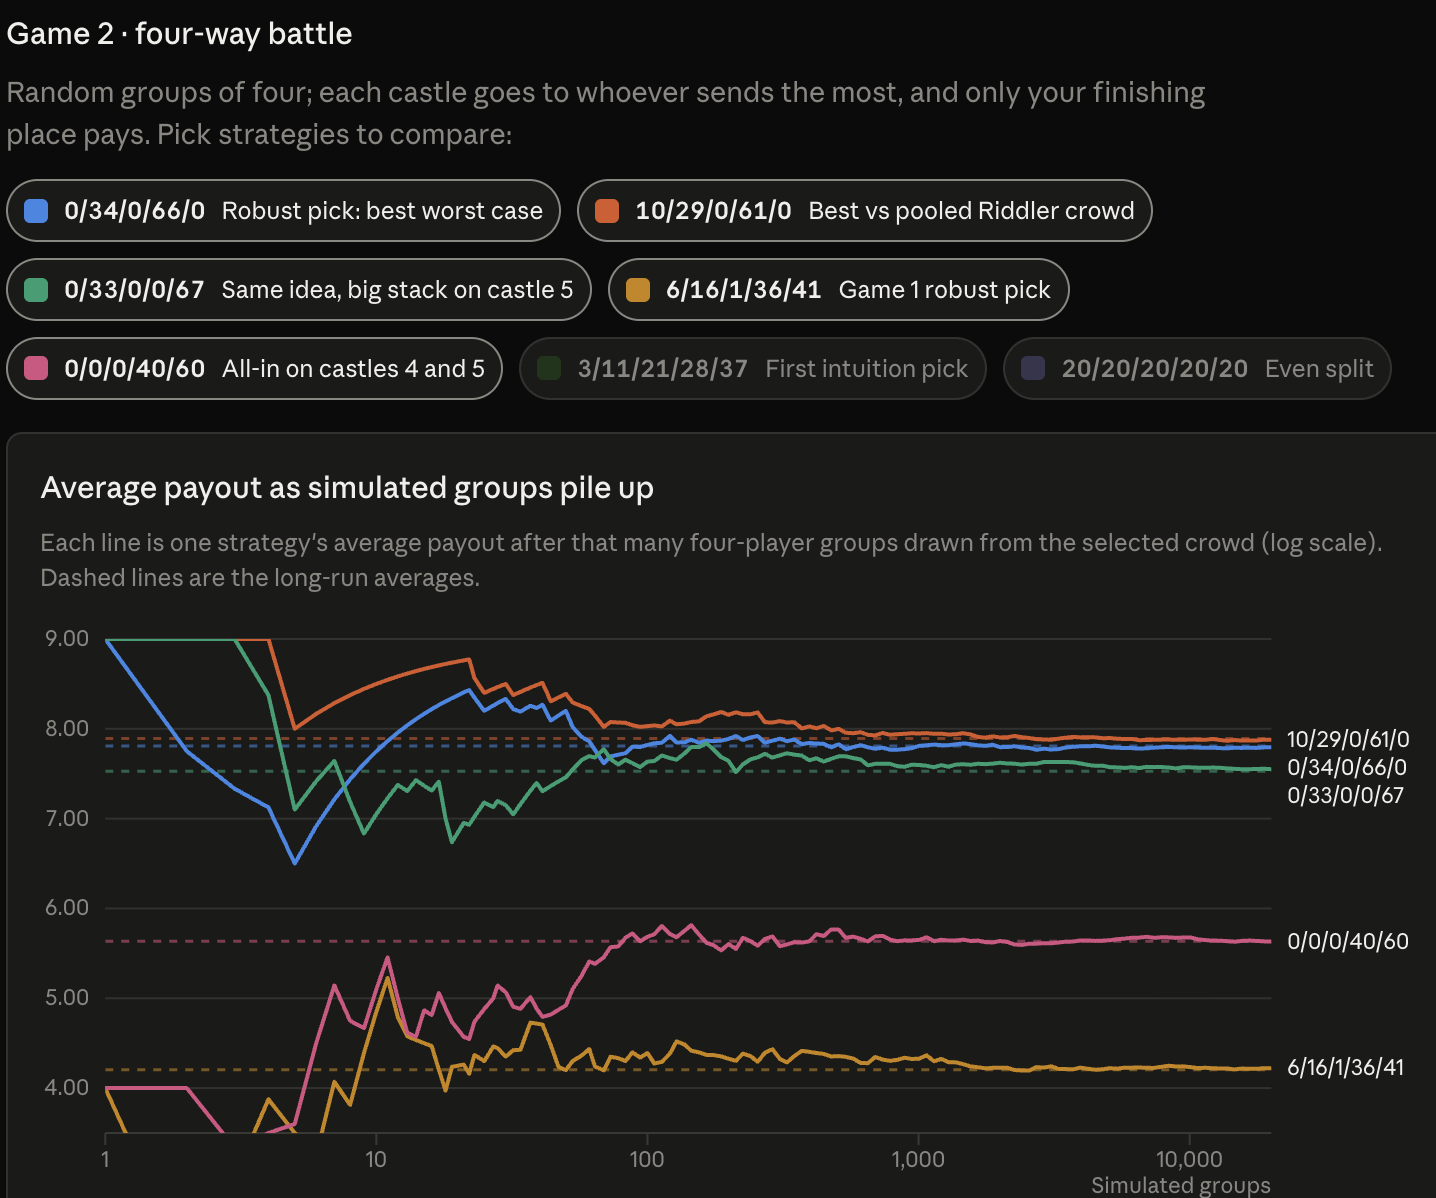 Game 2 · four-way battle
Random groups of four; each castle goes to whoever sends the most, and only your finishing
place pays. Pick strategies to compare:
0/34/0/66/0 Robust pick: best worst case
10/29/0/61/0 Best vs pooled Riddler crowd
0/33/0/0/67 Same idea, big stack on castle 5
6/16/1/36/41 Game 1 robust pick
0/0/0/40/60 All-in on castles 4 and 5
3/11/21/28/37 First intuition pick
20/20/20/20/20 Even split
Average payout as simulated groups pile up
Each line is one strategy's average payout after that many four-player groups drawn from the selected crowd (log scale).
Dashed lines are the long-run averages.
9.00
8.00
7.00
6.00
5.00
4.00
10/29/0/61/0
0/34/0/66/0
0/33/0/0/67
0/0/0/40/60
6/16/1/36/41
1
10
100
1,000
10,000
Simulated groups